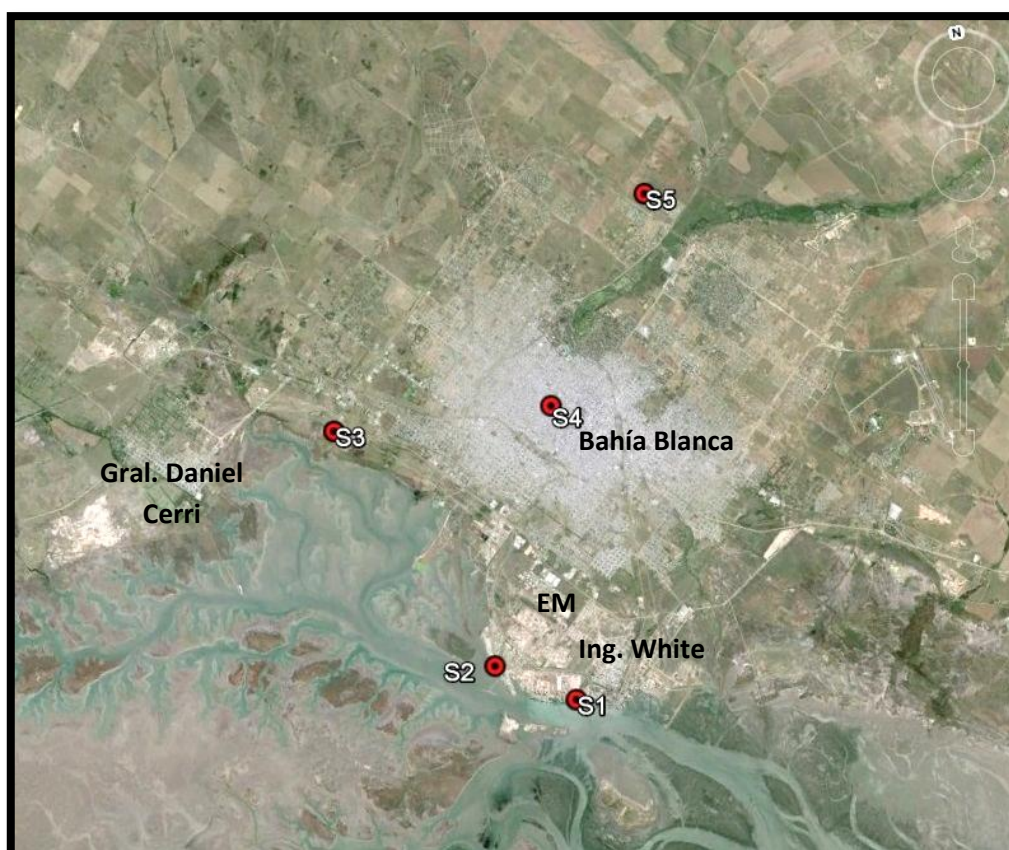 N
S5
S4
Bahía Blanca
S3
Gral. Daniel
Cerri
EM
Ing. White
S2
S1